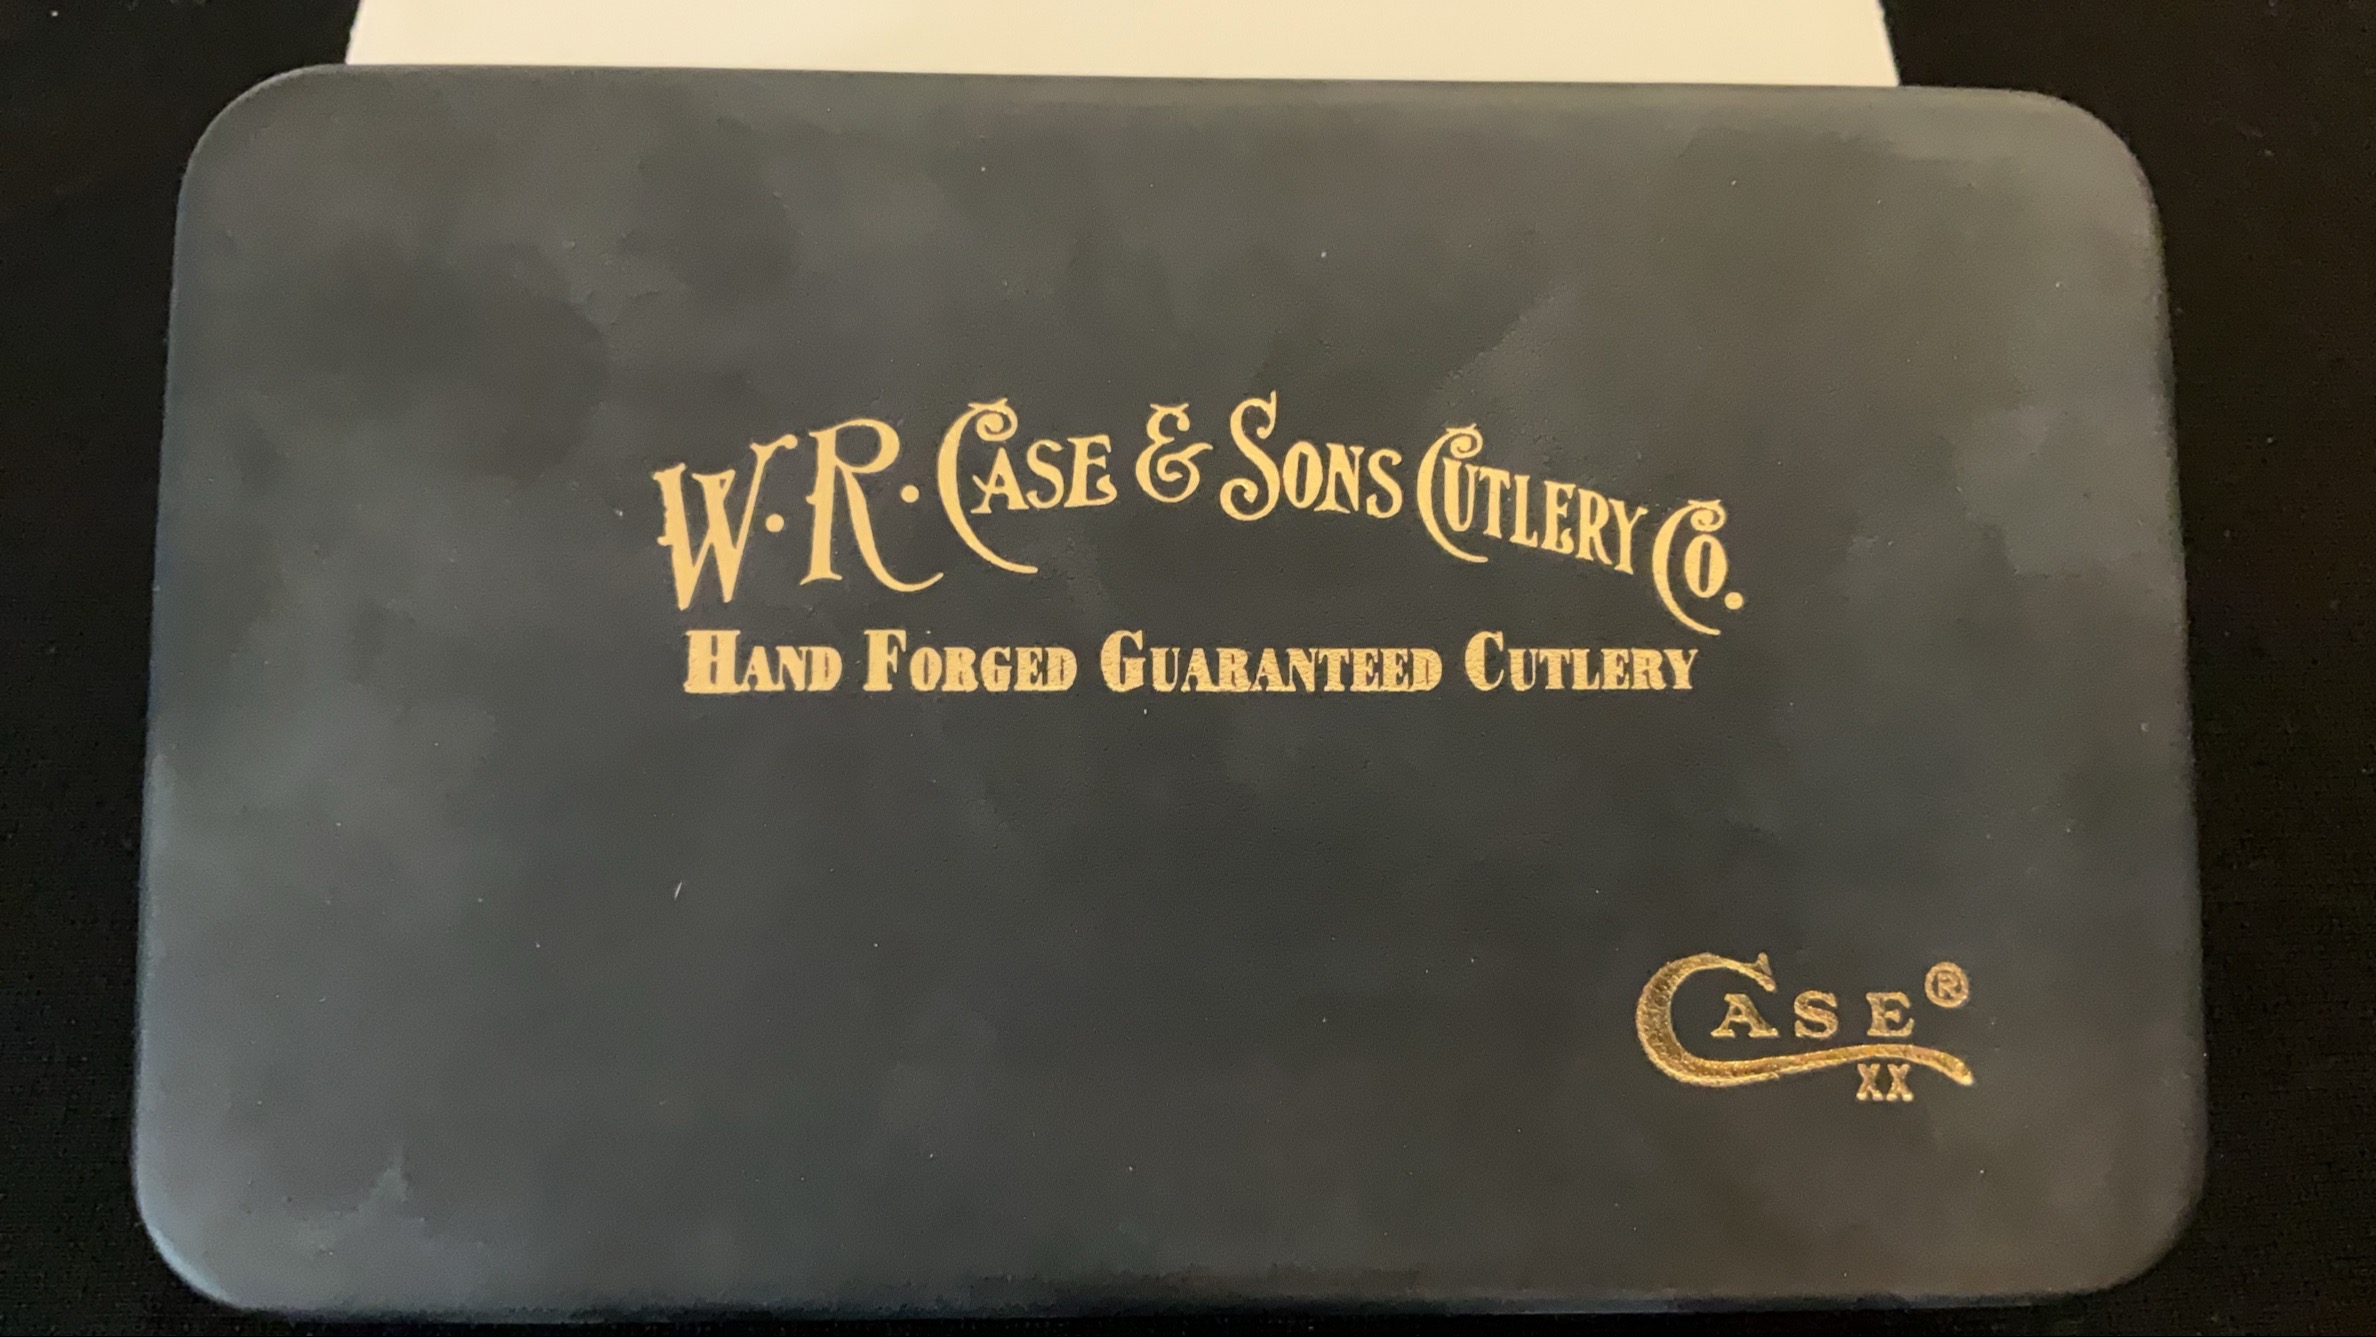 W. R. CASE & SONS CUTLERY CO.
HAND FORGED GUARANTEED CUTLERY
CASE®
XX